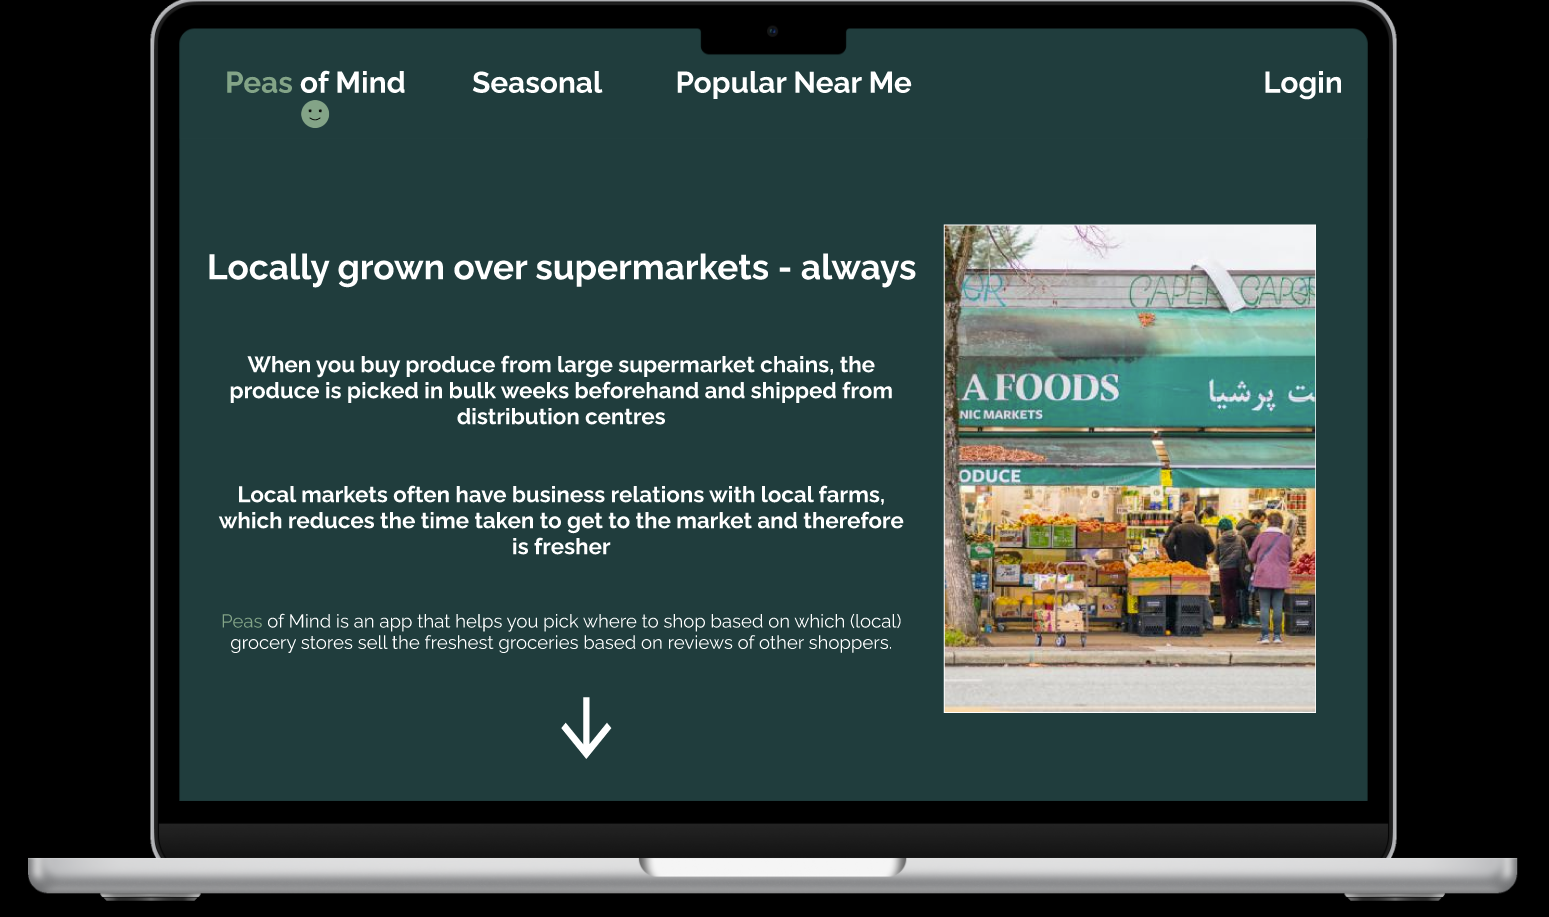 Peas of Mind
Seasonal
Popular Near Me
Login
Locally grown over supermarkets - always
When you buy produce from large supermarket chains, the
produce is picked in bulk weeks beforehand and shipped from
distribution centres
Local markets often have business relations with local farms,
which reduces the time taken to get to the market and therefore
is fresher
Peas of Mind is an app that helps you pick where to shop based on which (local)
grocery stores sell the freshest groceries based on reviews of other shoppers.
CAPER CAPER
A FOODS
ت پرشیا
NIC MARKETS
ODUCE